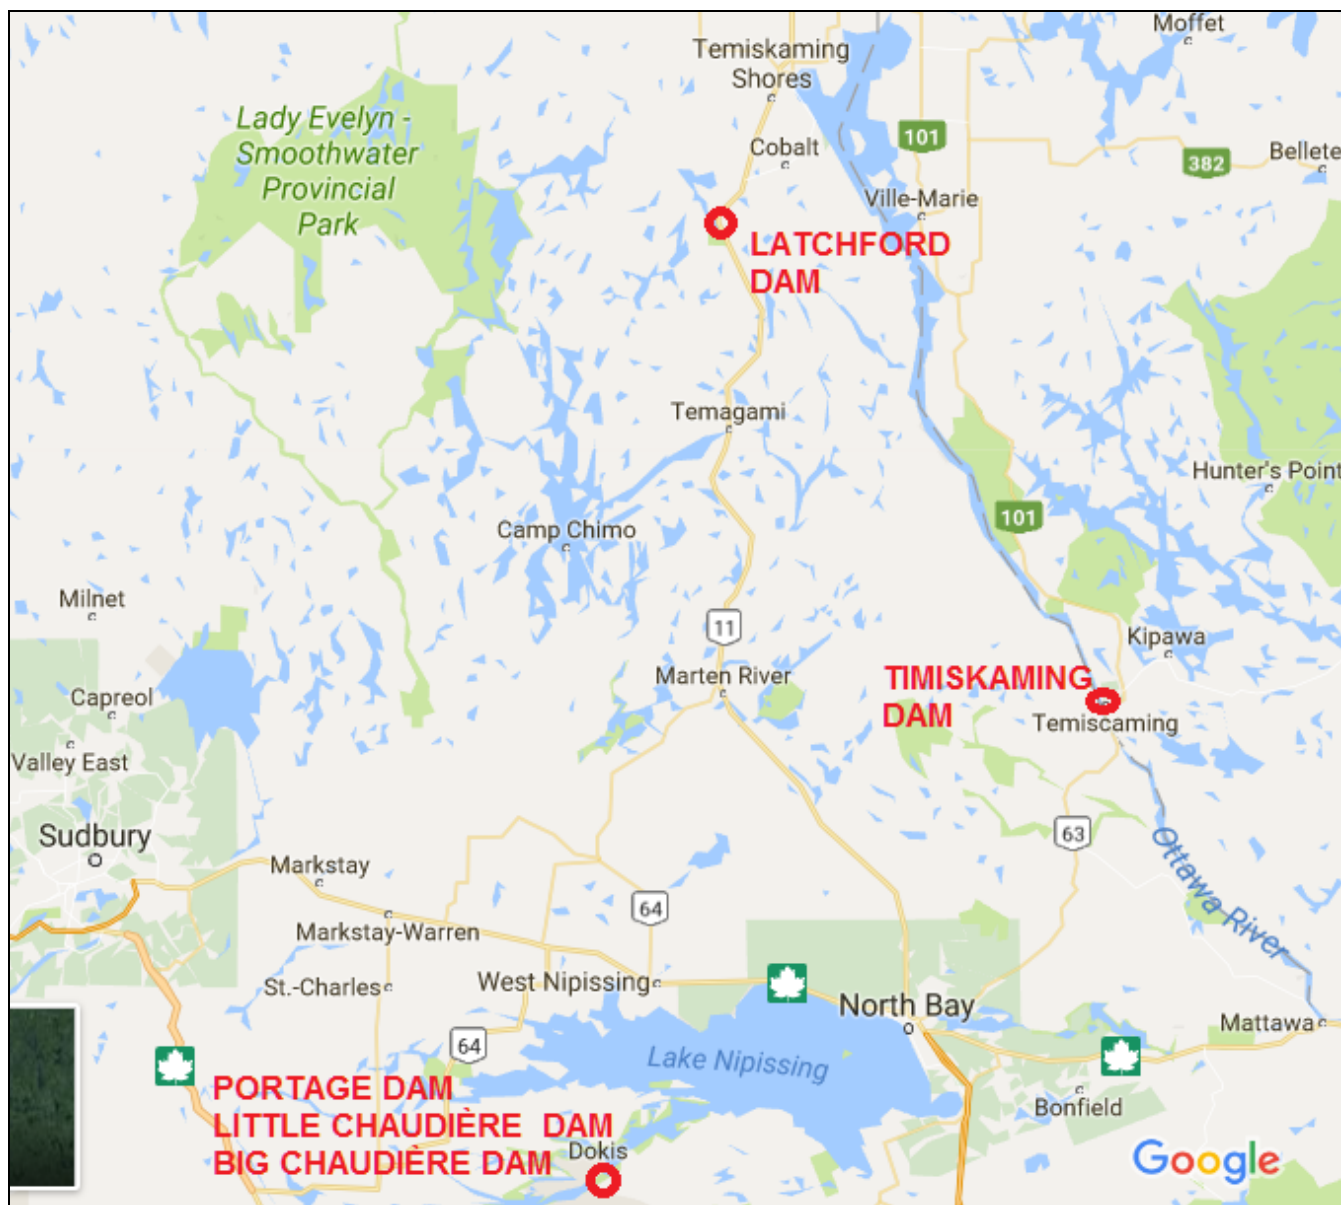 Moffet
Temiskaming
Shores
Lady Evelyn -
Smoothwater
Provincial
Park
101
Cobalt
382
Bellete
Ville-Marie
LATCHFORD
DAM
Temagami
Hunter's Point
101
Camp Chimo
Milnet
11
Kipawa
Marten River
TIMISKAMING
DAM
Capreol
Temiscaming
Valley East
Sudbury
63
Ottawa River
Markstay
64
Markstay-Warren
St.-Charles
West Nipissing
North Bay
Mattawa
64
Lake Nipissing
PORTAGE DAM
LITTLE CHAUDIÈRE DAM
BIG CHAUDIÈRE DAM
Dokis
Bonfield
Google